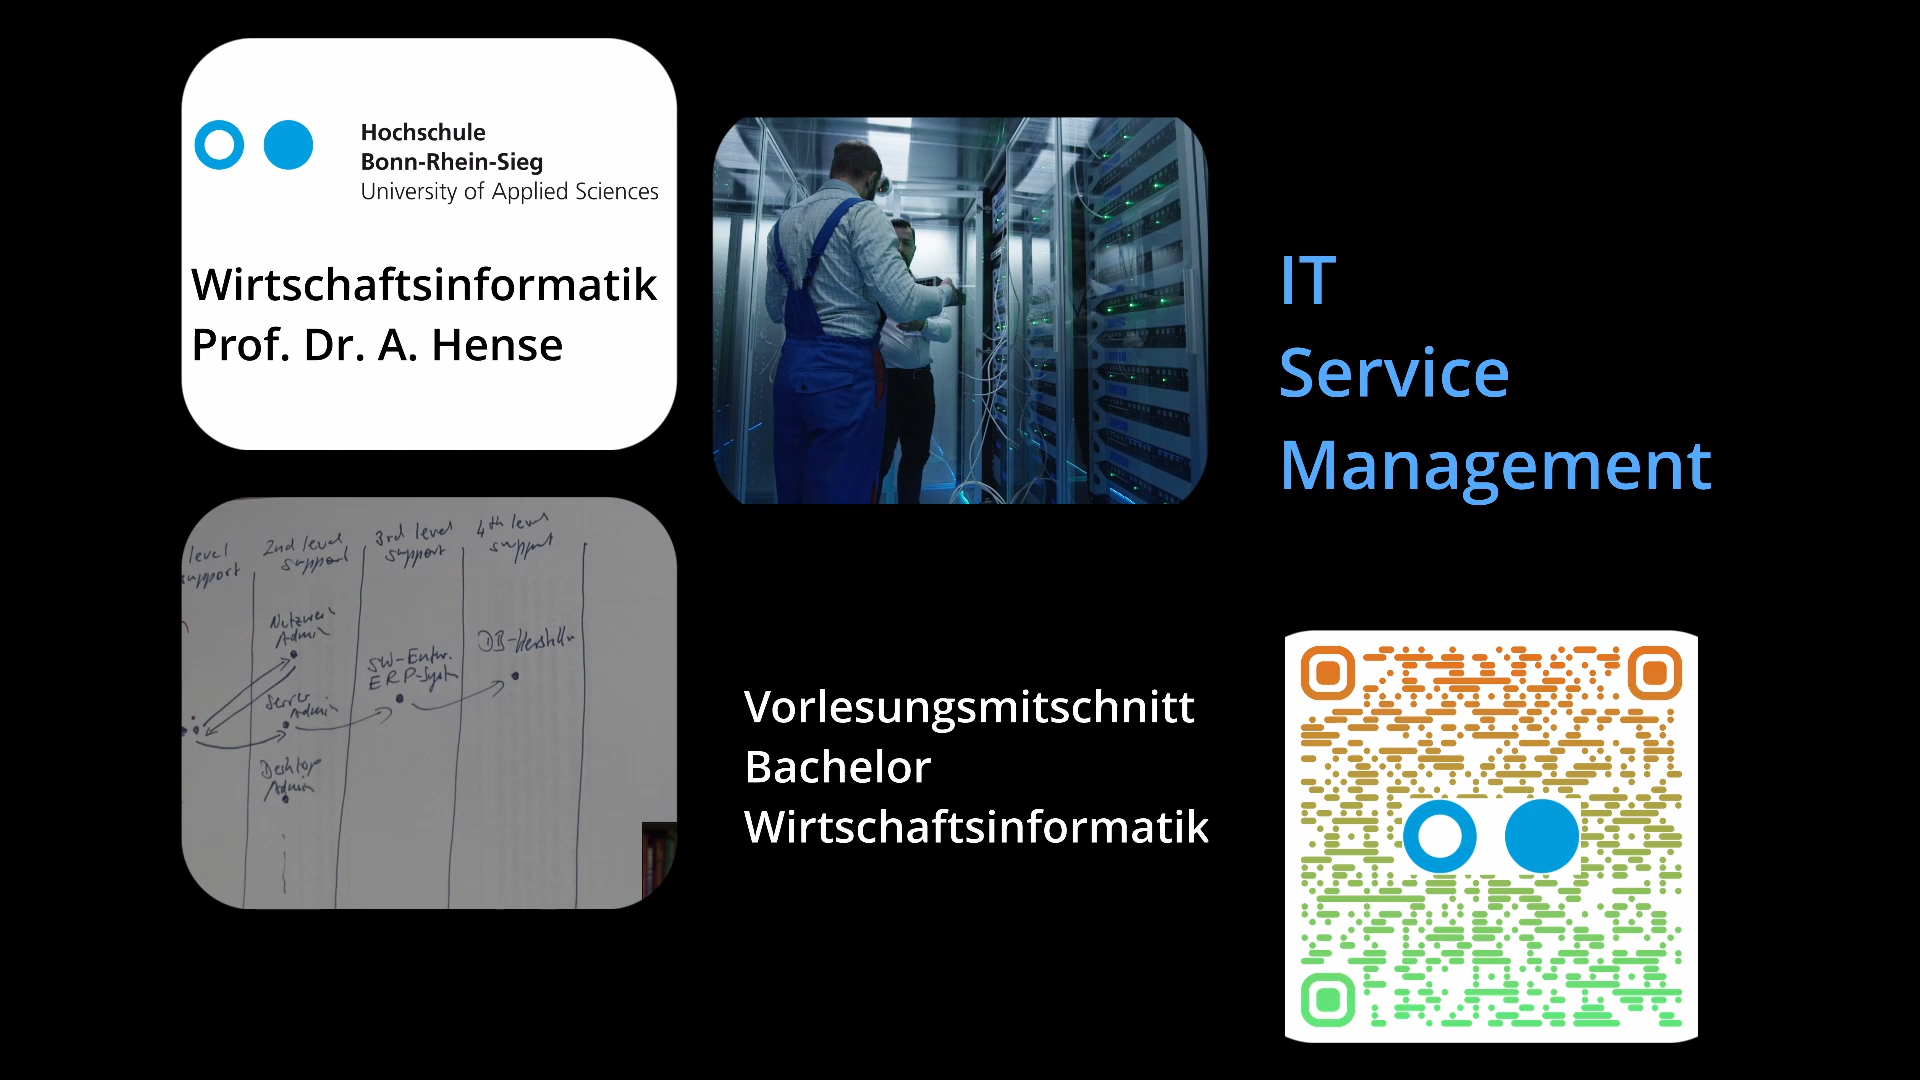 Hochschule
Bonn-Rhein-Sieg
University of Applied Sciences
Wirtschaftsinformatik
Prof. Dr. A. Hense
IT
Service
Management
level
support
2nd level
support
3rd level
support
4th level
support
Netzwerk
Admin
SW-Entw.
ERP-System
DB-Hersteller
Server
Admin
Desktop
Admin
Vorlesungsmitschnitt
Bachelor
Wirtschaftsinformatik